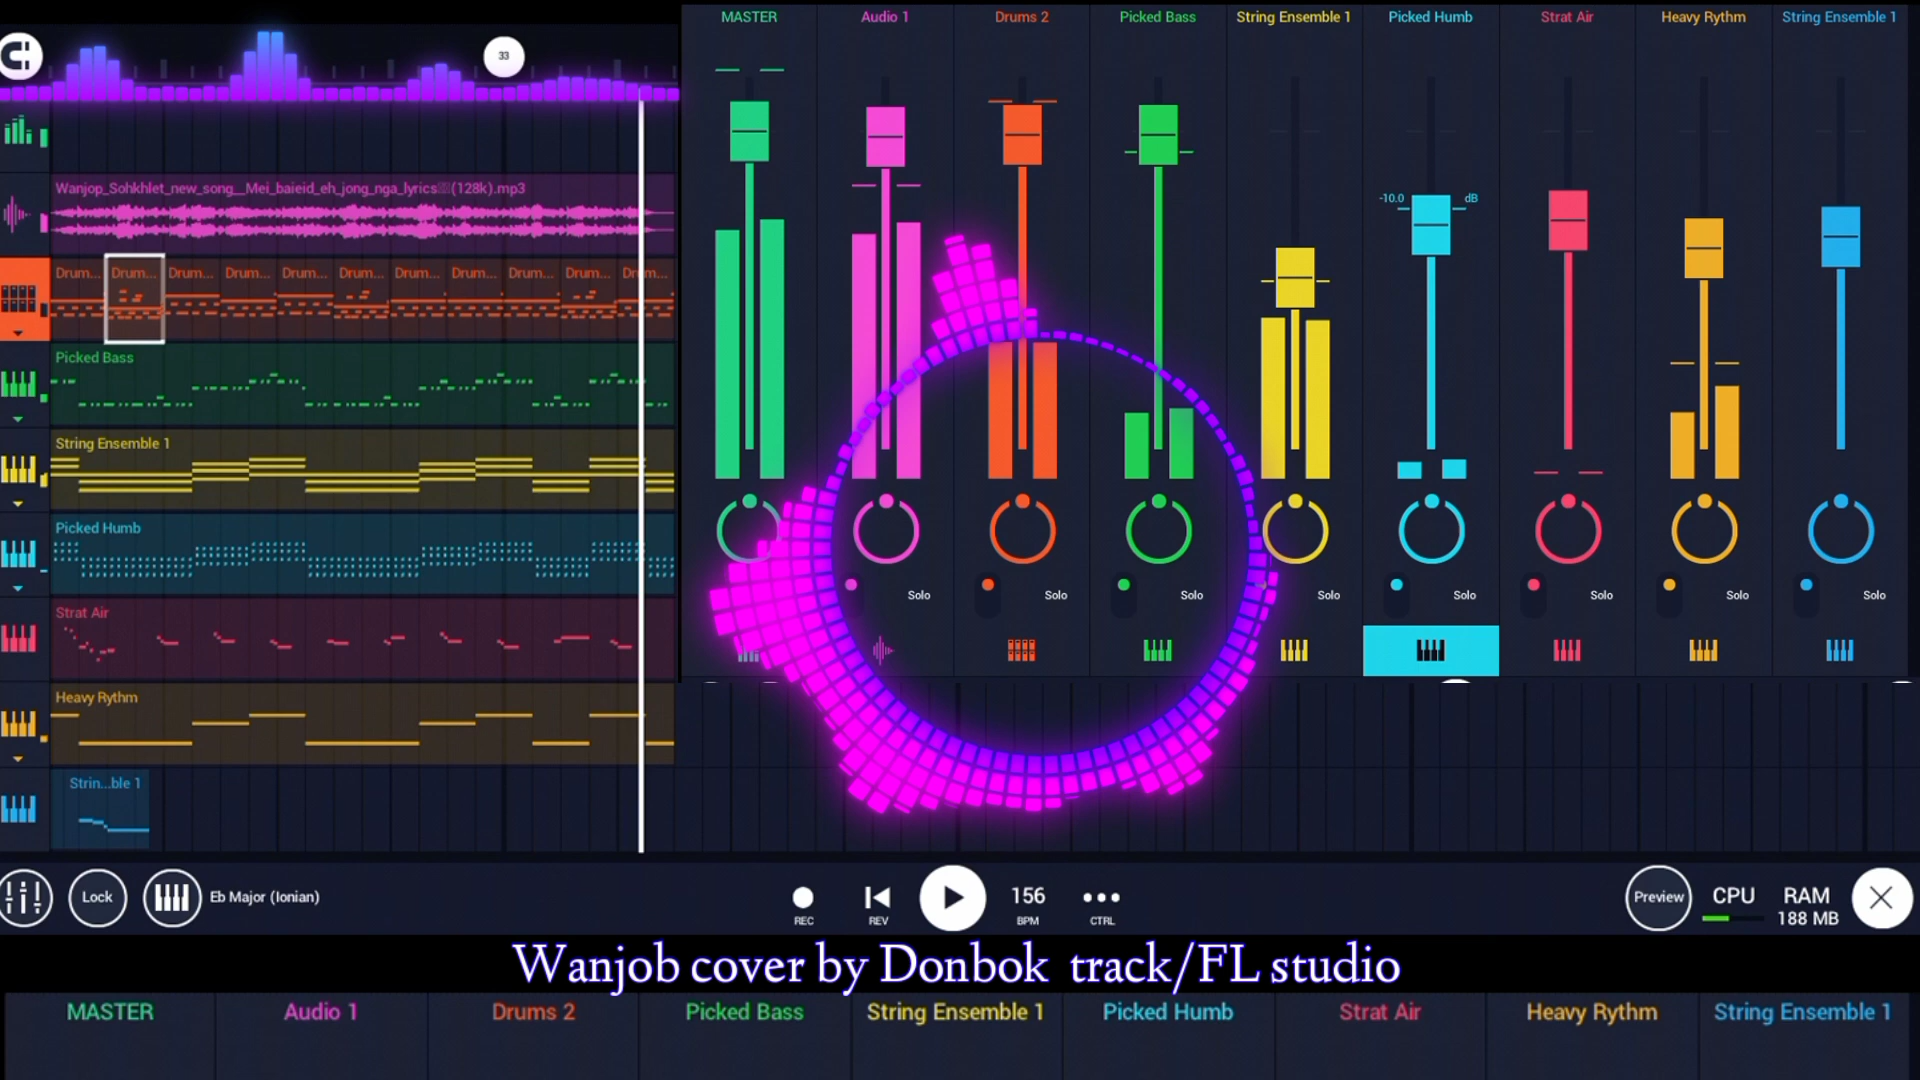 MASTER Audio 1 Drums 2 Picked Bass String Ensemble 1 Picked Humb Strat Air Heavy Rythm String Ensemble 1
33
Wanjop_Sohkhlet_new_song__Mei_baieid_eh_jong_nga_lyrics(128k).mp3
-10.0 dB
Drum... Drum... Drum... Drum... Drum... Drum... Drum... Drum... Drum... Drum... Drum...
Picked Bass
String Ensemble 1
Picked Humb
Solo Solo Solo Solo Solo Solo Solo Solo
Strat Air
Heavy Rythm
Strin...ble 1
Lock Eb Major (Ionian) REC REV 156 BPM CTRL Preview CPU RAM 188 MB
Wanjob cover by Donbok track/FL studio
MASTER Audio 1 Drums 2 Picked Bass String Ensemble 1 Picked Humb Strat Air Heavy Rythm String Ensemble 1